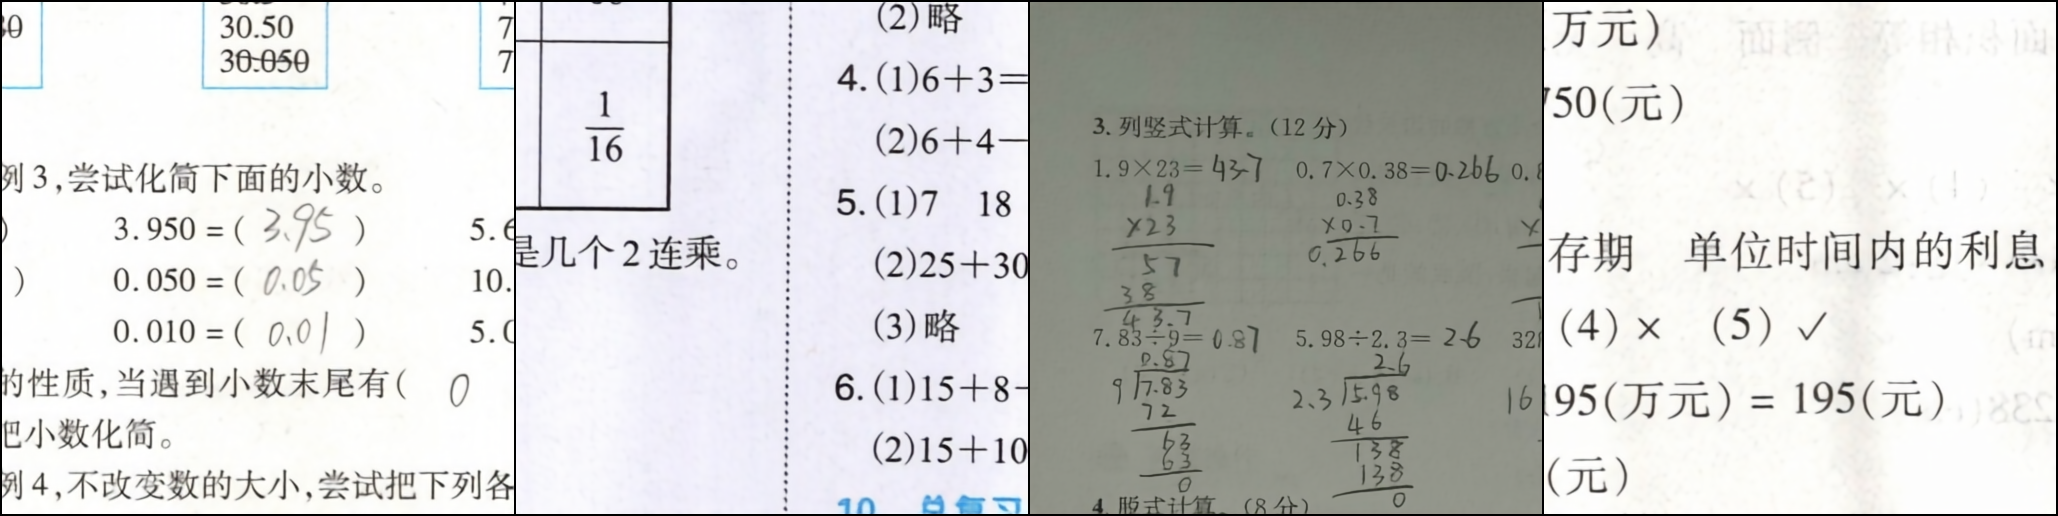 30.50
30.050
例3,尝试化简下面的小数。
3.950=( 3.95 )
5.6
) 0.050=( 0.05 )
10.
0.010=( 0.01 )
5.0
的性质,当遇到小数末尾有( 0
把小数化简。
例4,不改变数的大小,尝试把下列各
1/16
是几个2连乘。
(2)略
4.(1)6+3=
(2)6+4-
5.(1)7 18
(2)25+30
(3)略
6.(1)15+8-
(2)15+10
10 总复习
3.列竖式计算。(12分)
1.9×23=43.7 0.7×0.38=0.266 0.8
1.9
×23
57
38
43.7
0.38
×0.7
0.266
7.83÷9=0.87 5.98÷2.3=2.6 328
0.87
9 7.83
72
63
63
0
2.6
2.3 5.98
46
138
138
0
16
4.脱式计算。(8分)
万元)
750(元)
存期 单位时间内的利息
(4)× (5)✓
195(万元)=195(元)
(元)